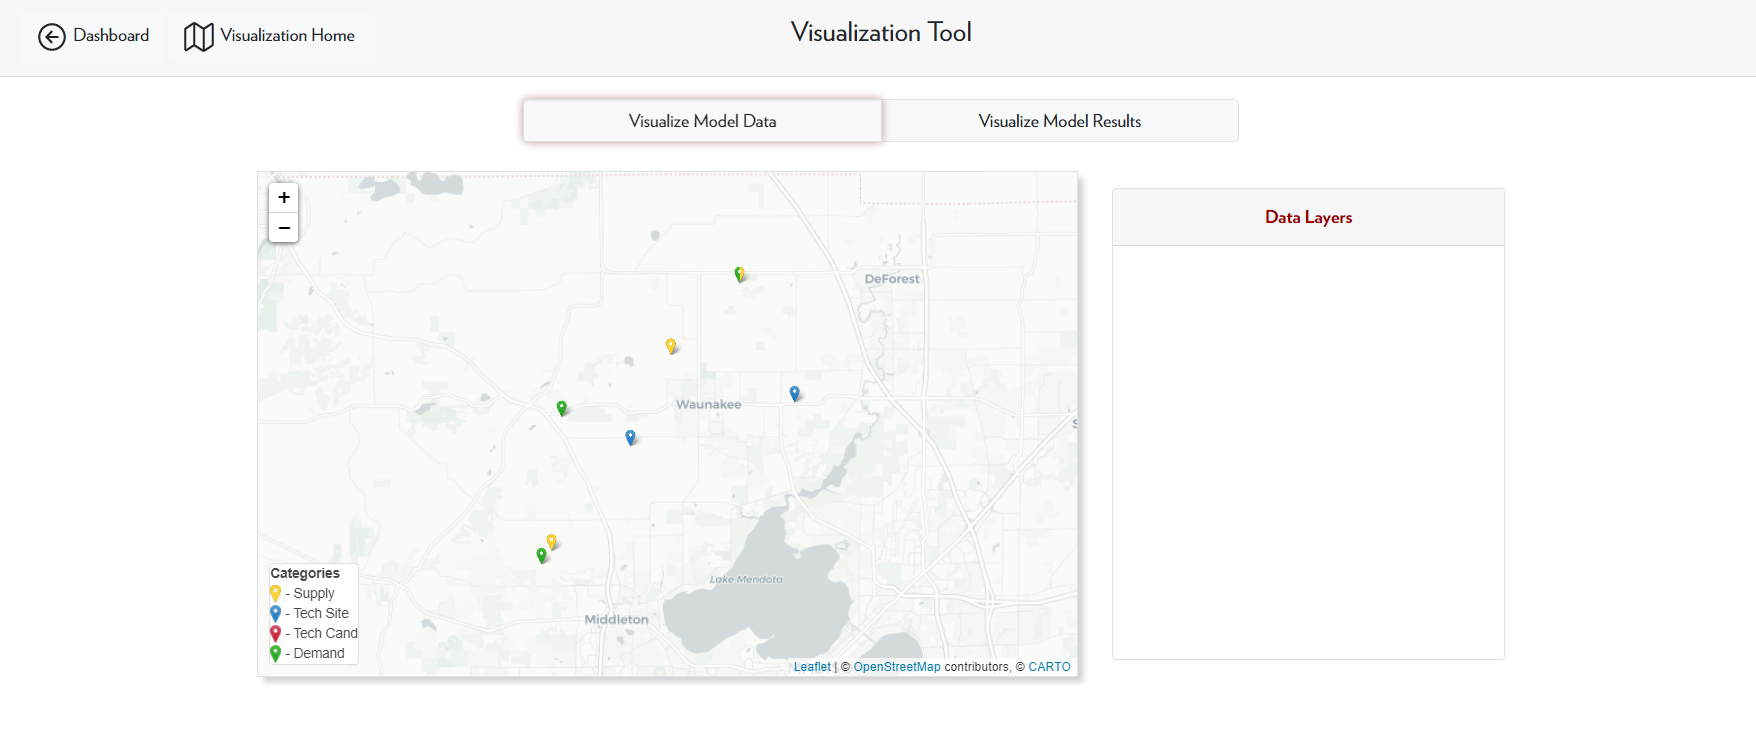 Dashboard
Visualization Home
Visualization Tool
Visualize Model Data
Visualize Model Results
+
−
DeForest
Waunakee
Lake Mendota
Middleton
Categories
- Supply
- Tech Site
- Tech Cand
- Demand
Leaflet | © OpenStreetMap contributors, © CARTO
Data Layers